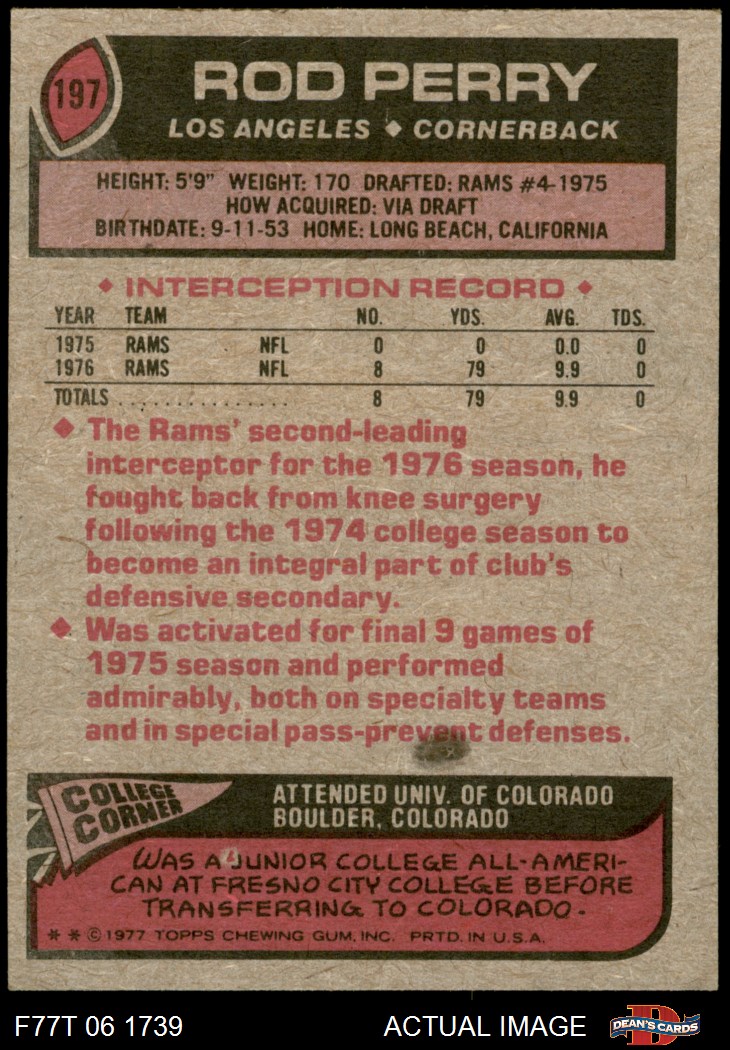 197
ROD PERRY
LOS ANGELES ♦ CORNERBACK
HEIGHT: 5'9" WEIGHT: 170 DRAFTED: RAMS #4-1975
HOW ACQUIRED: VIA DRAFT
BIRTHDATE: 9-11-53 HOME: LONG BEACH, CALIFORNIA
♦ INTERCEPTION RECORD ♦
YEAR TEAM NO. YDS. AVG. TDS.
1975 RAMS NFL 0 0 0.0 0
1976 RAMS NFL 8 79 9.9 0
TOTALS . . . . . . . . . . . . . . . 8 79 9.9 0
♦ The Rams' second-leading
interceptor for the 1976 season, he
fought back from knee surgery
following the 1974 college season to
become an integral part of club's
defensive secondary.
♦ Was activated for final 9 games of
1975 season and performed
admirably, both on specialty teams
and in special pass-prevent defenses.
COLLEGE
CORNER
ATTENDED UNIV. OF COLORADO
BOULDER, COLORADO
WAS A JUNIOR COLLEGE ALL-AMERI-
CAN AT FRESNO CITY COLLEGE BEFORE
TRANSFERRING TO COLORADO.
* * © 1977 TOPPS CHEWING GUM, INC. PRTD. IN U.S.A.
F77T 06 1739 ACTUAL IMAGE
D
DEAN'S CARDS